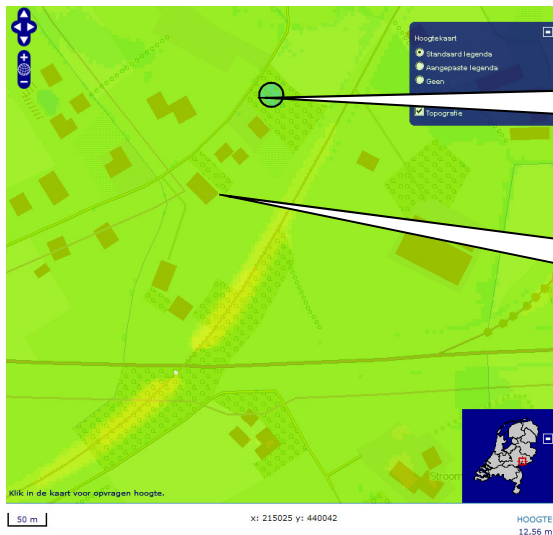 Hoogtekaart
Standaard legenda
Aangepaste legenda
Geen
Topografie
Stroom
Klik in de kaart voor opvragen hoogte.
50 m
x: 215025 y: 440042
HOOGTE
12.56 m